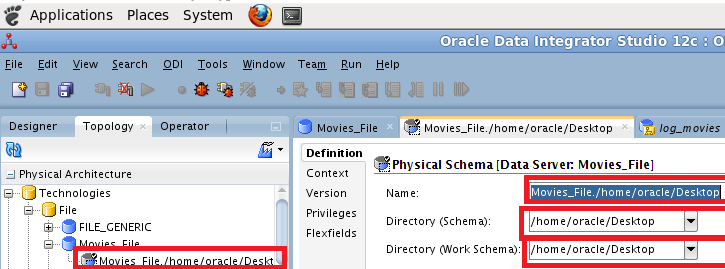 Applications Places System
Oracle Data Integrator Studio 12c : O
File Edit View Search ODI Tools Window Team Run Help
Designer Topology Operator
Movies_File Movies_File./home/oracle/Desktop log_movies
Physical Architecture
Technologies
File
FILE_GENERIC
Movies_File
Movies_File./home/oracle/Deskt
Definition
Context
Version
Privileges
Flexfields
Physical Schema [Data Server: Movies_File]
Name: Movies_File./home/oracle/Desktop
Directory (Schema): /home/oracle/Desktop
Directory (Work Schema): /home/oracle/Desktop